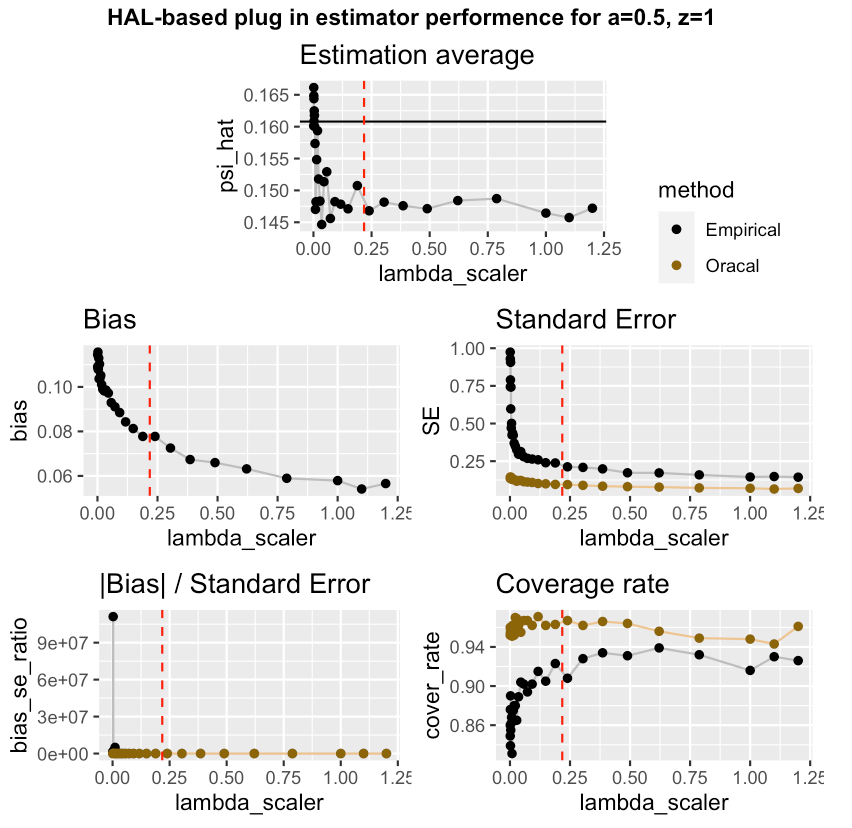 HAL-based plug in estimator performence for a=0.5, z=1
Estimation average
psi_hat
0.165
0.160
0.155
0.150
0.145
0.00 0.25 0.50 0.75 1.00 1.25
lambda_scaler
method
Empirical
Oracal
Bias
bias
0.10
0.08
0.06
0.00 0.25 0.50 0.75 1.00 1.25
lambda_scaler
Standard Error
SE
1.00
0.75
0.50
0.25
0.00 0.25 0.50 0.75 1.00 1.25
lambda_scaler
|Bias| / Standard Error
bias_se_ratio
9e+07
6e+07
3e+07
0e+00
0.00 0.25 0.50 0.75 1.00 1.25
lambda_scaler
Coverage rate
cover_rate
0.94
0.90
0.86
0.00 0.25 0.50 0.75 1.00 1.25
lambda_scaler